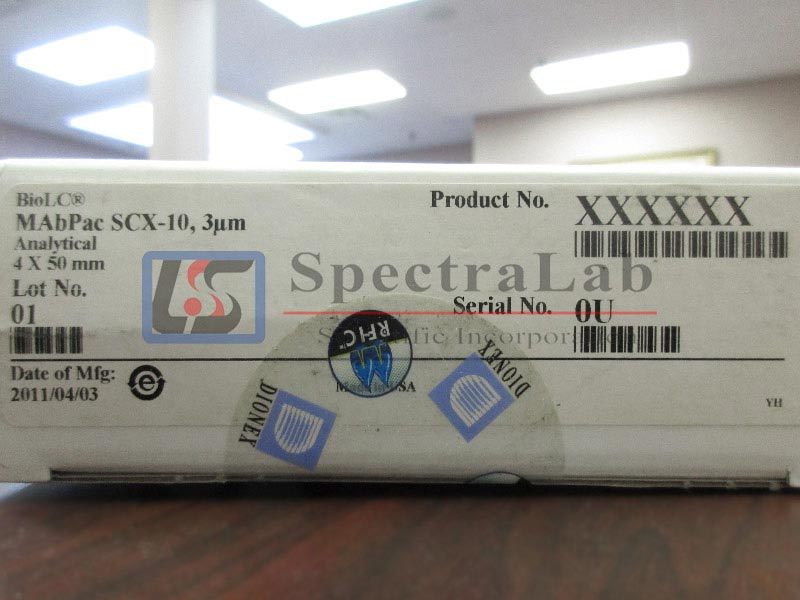 BioLC®
MAbPac SCX-10, 3µm
Analytical
4 X 50 mm
Lot No.
01
Product No. XXXXXX
Serial No. 0U
SpectraLab
Date of Mfg:
2011/04/03
e
RFIC
USA
DIONEX
DIONEX
YH